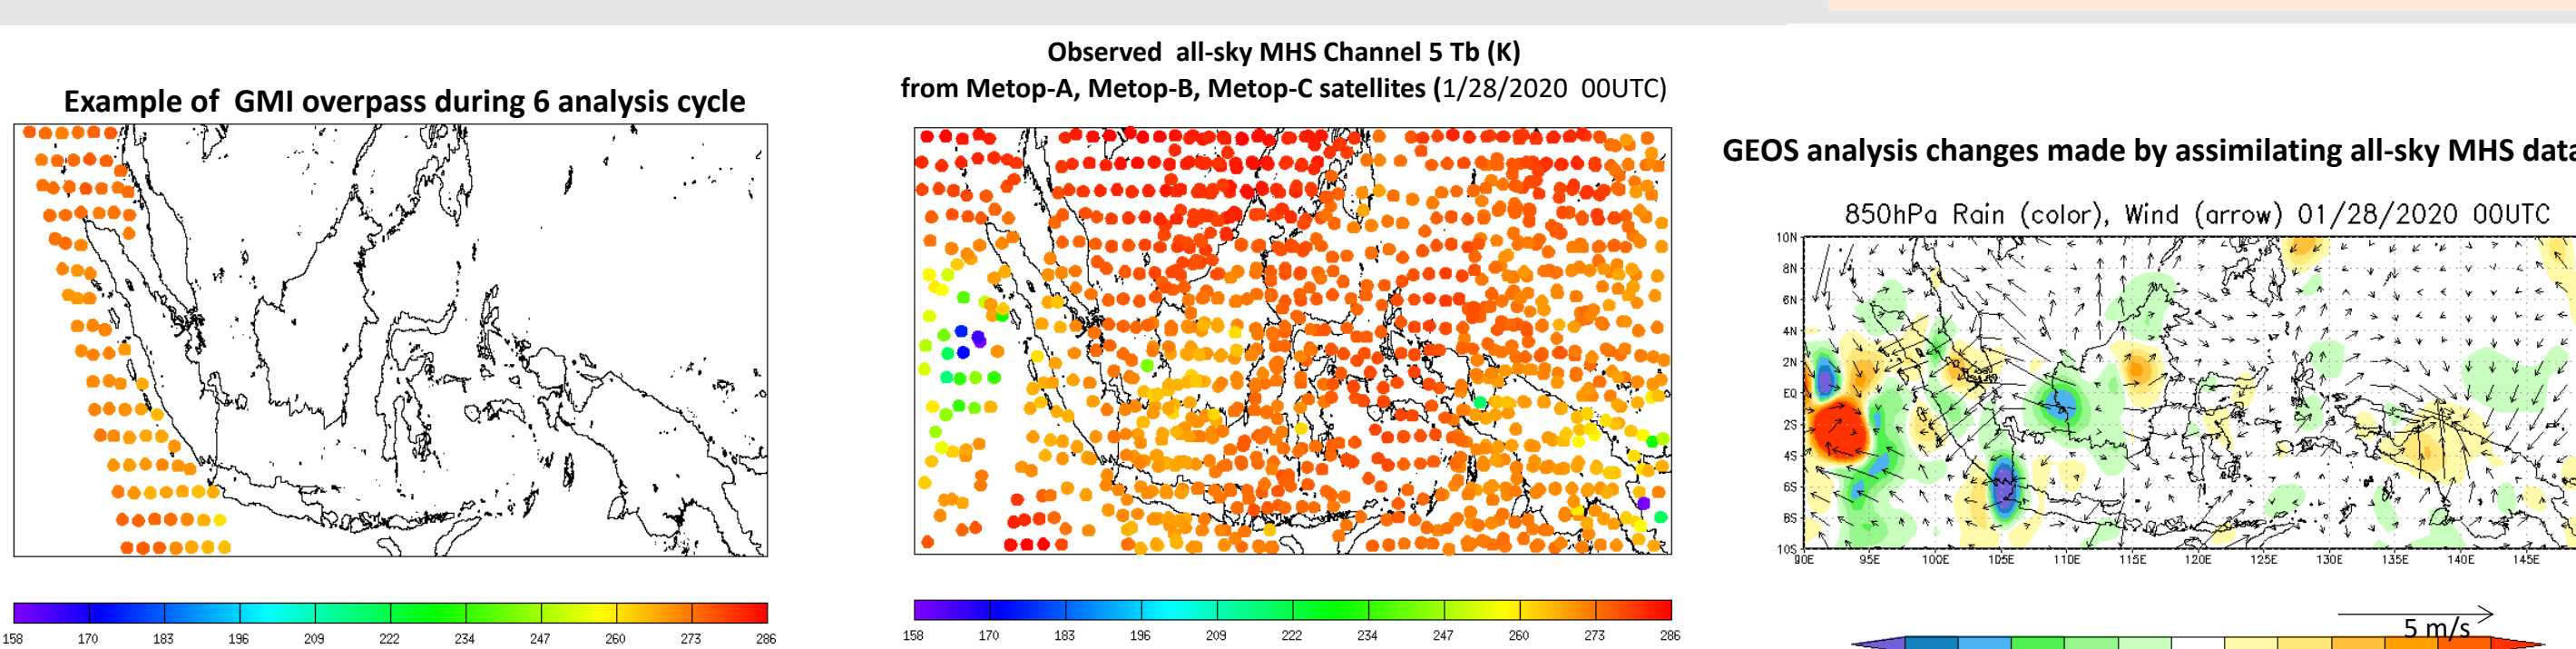 Example of GMI overpass during 6 analysis cycle
158 170 183 196 209 222 234 247 260 273 286
Observed all-sky MHS Channel 5 Tb (K)
from Metop-A, Metop-B, Metop-C satellites (1/28/2020 00UTC)
158 170 183 196 209 222 234 247 260 273 286
GEOS analysis changes made by assimilating all-sky MHS data
850hPa Rain (color), Wind (arrow) 01/28/2020 00UTC
10N
8N
6N
4N
2N
EQ
2S
4S
6S
8S
10S
90E 95E 100E 105E 110E 115E 120E 125E 130E 135E 140E 145E
5 m/s